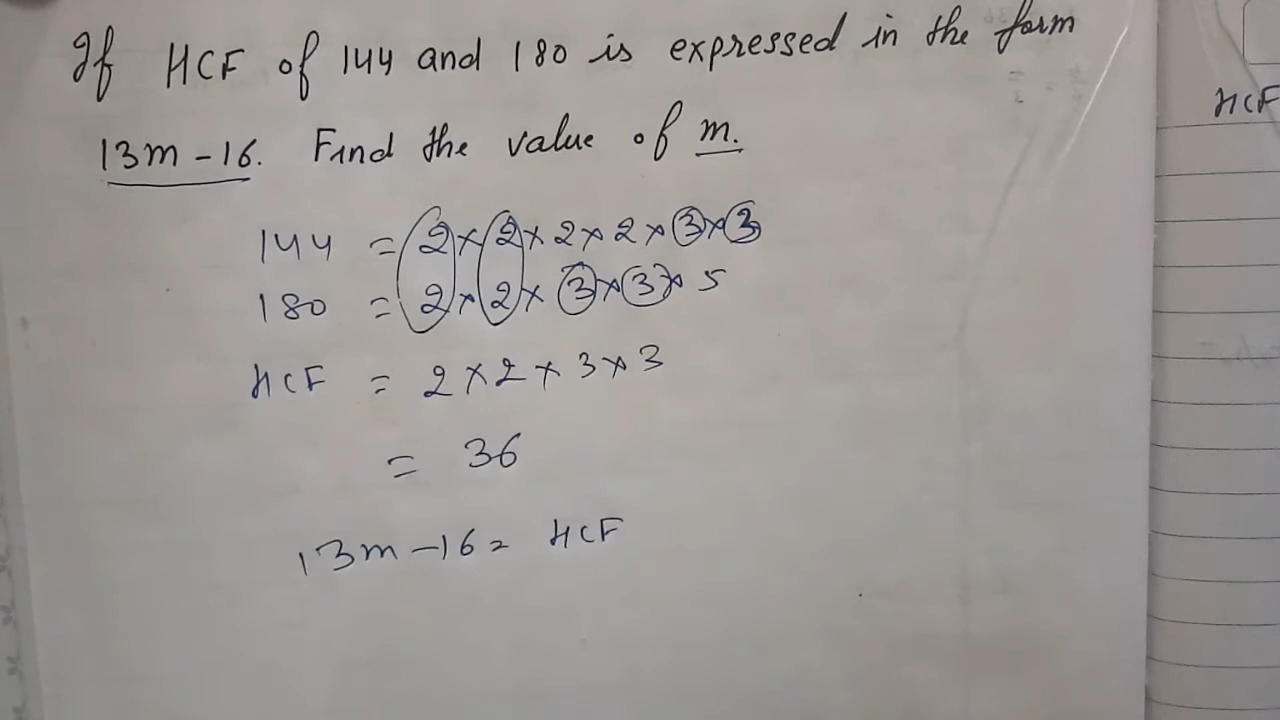 If HCF of 144 and 180 is expressed in the form
13m - 16. Find the value of m.
144 = 2 × 2 × 2 × 2 × 3 × 3
180 = 2 × 2 × 3 × 3 × 5
HCF = 2 × 2 × 3 × 3
= 36
13m - 16 = HCF
HCF